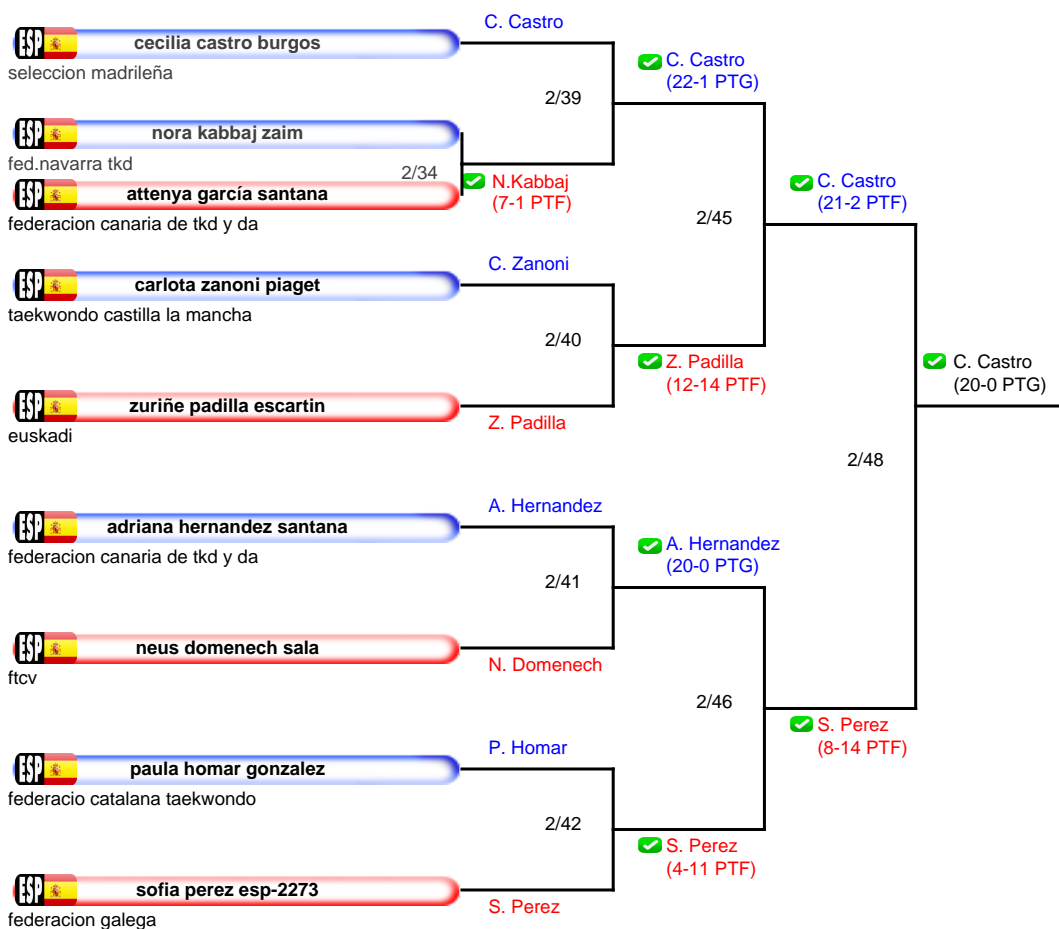 C. Castro
ESP cecilia castro burgos
seleccion madrileña
C. Castro
(22-1 PTG)
2/39
ESP nora kabbaj zaim
fed.navarra tkd
2/34
N.Kabbaj
(7-1 PTF)
ESP attenya garcía santana
federacion canaria de tkd y da
C. Castro
(21-2 PTF)
2/45
C. Zanoni
ESP carlota zanoni piaget
taekwondo castilla la mancha
2/40
Z. Padilla
(12-14 PTF)
C. Castro
(20-0 PTG)
ESP zuriñe padilla escartin
euskadi
Z. Padilla
2/48
A. Hernandez
ESP adriana hernandez santana
federacion canaria de tkd y da
A. Hernandez
(20-0 PTG)
2/41
ESP neus domenech sala
ftcv
N. Domenech
2/46
S. Perez
(8-14 PTF)
P. Homar
ESP paula homar gonzalez
federacio catalana taekwondo
2/42
S. Perez
(4-11 PTF)
ESP sofia perez esp-2273
federacion galega
S. Perez